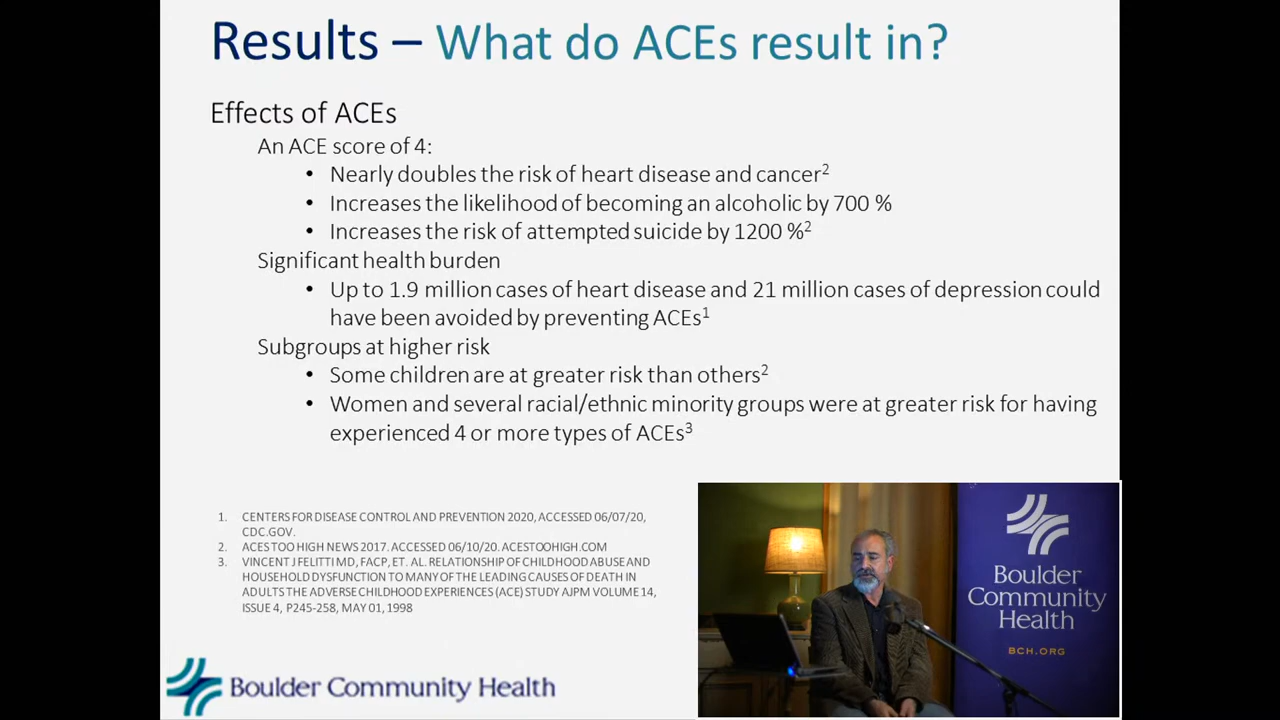 Results – What do ACEs result in?
Effects of ACEs
An ACE score of 4:
• Nearly doubles the risk of heart disease and cancer²
• Increases the likelihood of becoming an alcoholic by 700 %
• Increases the risk of attempted suicide by 1200 %²
Significant health burden
• Up to 1.9 million cases of heart disease and 21 million cases of depression could
have been avoided by preventing ACEs¹
Subgroups at higher risk
• Some children are at greater risk than others²
• Women and several racial/ethnic minority groups were at greater risk for having
experienced 4 or more types of ACEs³
1. CENTERS FOR DISEASE CONTROL AND PREVENTION 2020, ACCESSED 06/07/20,
CDC.GOV.
2. ACES TOO HIGH NEWS 2017. ACCESSED 06/10/20. ACESTOOHIGH.COM
3. VINCENT J FELITTI MD, FACP, ET. AL. RELATIONSHIP OF CHILDHOOD ABUSE AND
HOUSEHOLD DYSFUNCTION TO MANY OF THE LEADING CAUSES OF DEATH IN
ADULTS THE ADVERSE CHILDHOOD EXPERIENCES (ACE) STUDY AJPM VOLUME 14,
ISSUE 4, P245-258, MAY 01, 1998
Boulder Community Health
Boulder
Community
Health
BCH.ORG